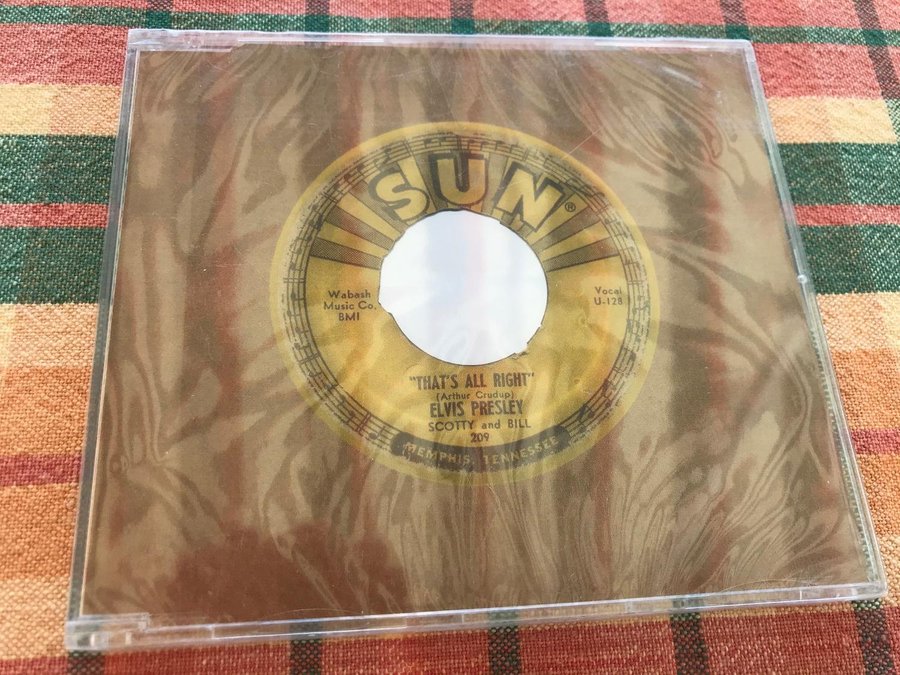 SUN®
Wabash
Music Co.
BMI
Vocal
U-128
"THAT'S ALL RIGHT"
(Arthur Crudup)
ELVIS PRESLEY
SCOTTY and BILL
209
MEMPHIS, TENNESSEE